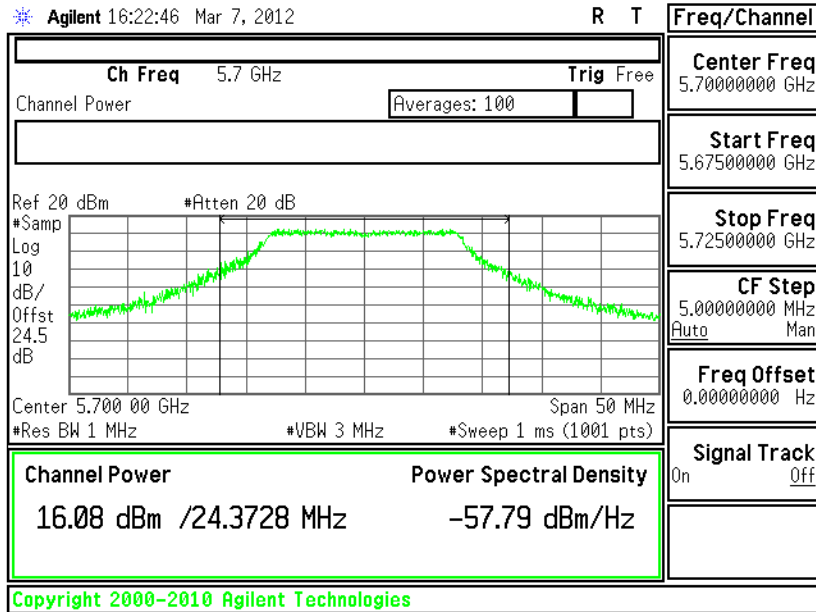 Agilent 16:22:46 Mar 7, 2012 R T
Freq/Channel
Ch Freq 5.7 GHz Trig Free
Channel Power Averages: 100
Center Freq
5.70000000 GHz
Start Freq
5.67500000 GHz
Stop Freq
5.72500000 GHz
CF Step
5.00000000 MHz
Auto Man
Freq Offset
0.00000000 Hz
Signal Track
On Off
Ref 20 dBm #Atten 20 dB
#Samp
Log
10
dB/
Offst
24.5
dB
Center 5.700 00 GHz Span 50 MHz
#Res BW 1 MHz #VBW 3 MHz #Sweep 1 ms (1001 pts)
Channel Power Power Spectral Density
16.08 dBm /24.3728 MHz -57.79 dBm/Hz
Copyright 2000-2010 Agilent Technologies